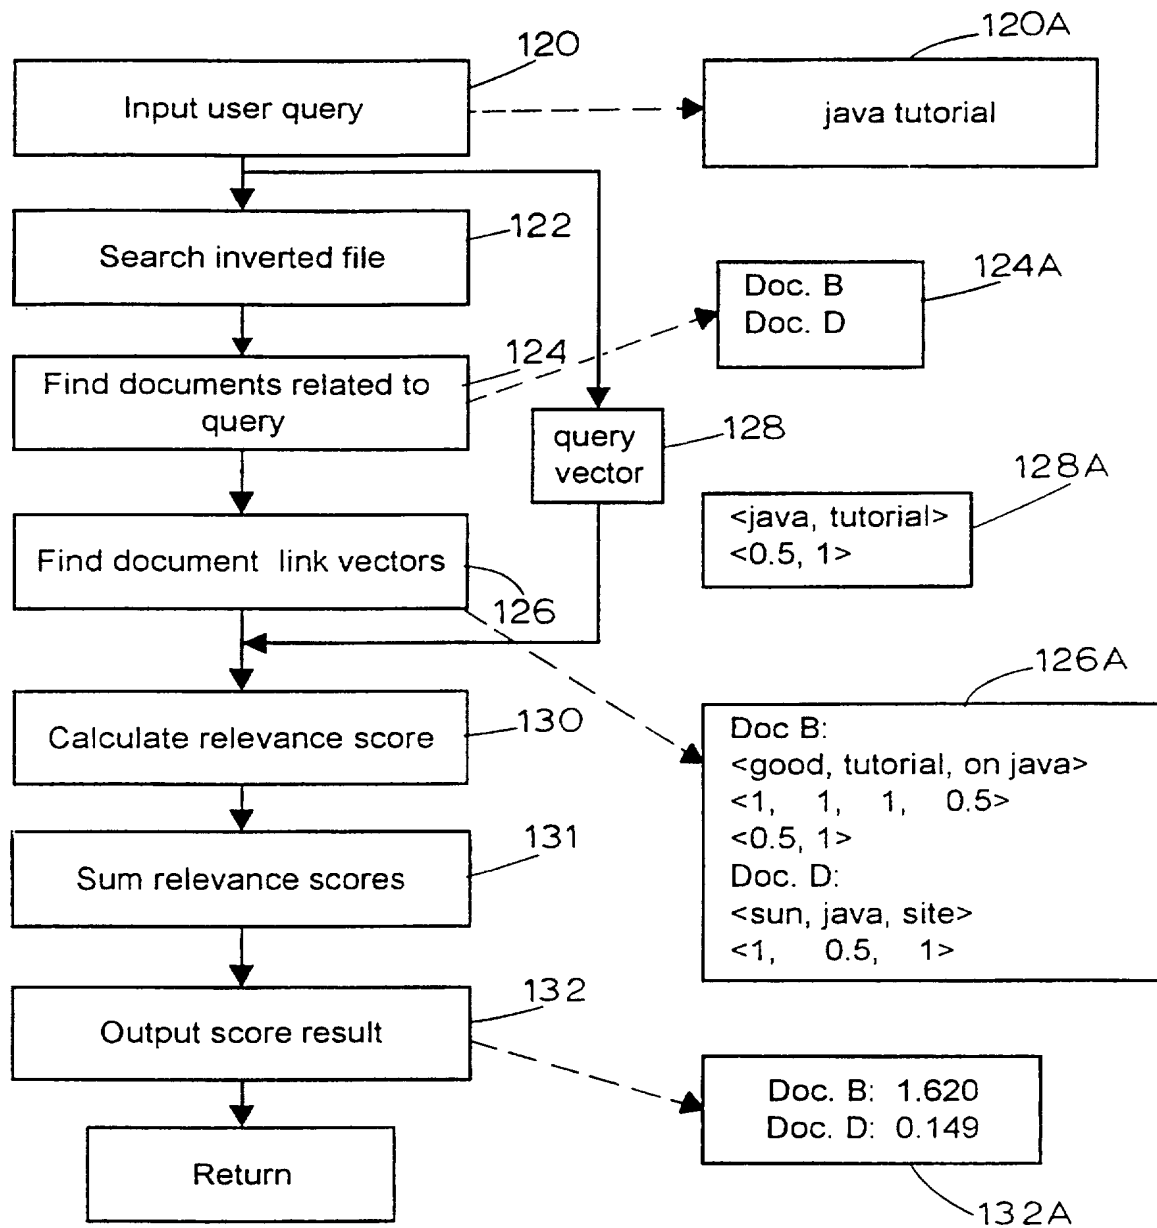 120
Input user query
120A
java tutorial
122
Search inverted file
124A
Doc. B
Doc. D
124
Find documents related to
query
128
query
vector
128A
<java, tutorial>
<0.5, 1>
Find document link vectors
126
126A
Doc B:
<good, tutorial, on java>
<1, 1, 1, 0.5>
<0.5, 1>
Doc. D:
<sun, java, site>
<1, 0.5, 1>
130
Calculate relevance score
131
Sum relevance scores
132
Output score result
Doc. B: 1.620
Doc. D: 0.149
132A
Return